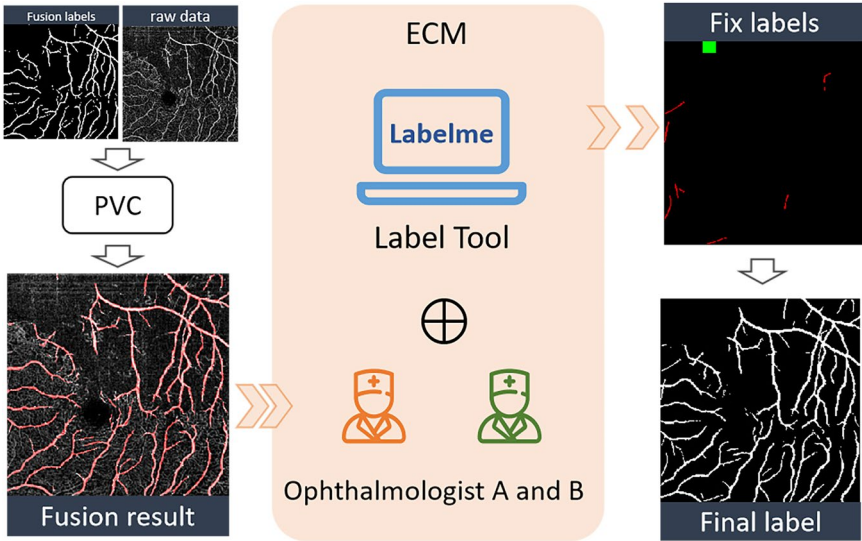 Fusion labels
raw data
PVC
Fusion result
ECM
Labelme
Label Tool
Ophthalmologist A and B
Fix labels
Final label